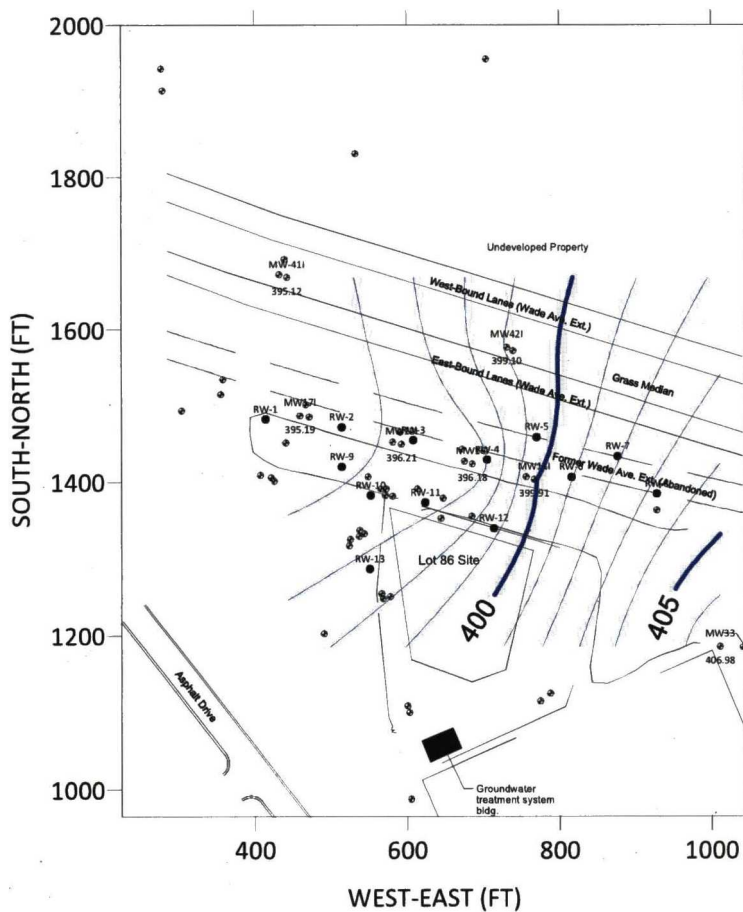 2000
1800
1600
1400
1200
1000
SOUTH-NORTH (FT)
Undeveloped Property
MW-41I
395.12
West-Bound Lanes (Wade Ave. Ext.)
MW42I
399.10
East-Bound Lanes (Wade Ave. Ext.)
Grass Median
RW-1
395.19
RW-2
396.21
RW-4
396.18
RW-5
RW-7
Former Wade Ave. Ext. (Abandoned)
399.91
RW-9
RW-10
RW-11
RW-12
RW-13
Lot 86 Site
400
405
MW33
406.98
Asphalt Drive
Groundwater
treatment system
bldg.
400
600
800
1000
WEST-EAST (FT)